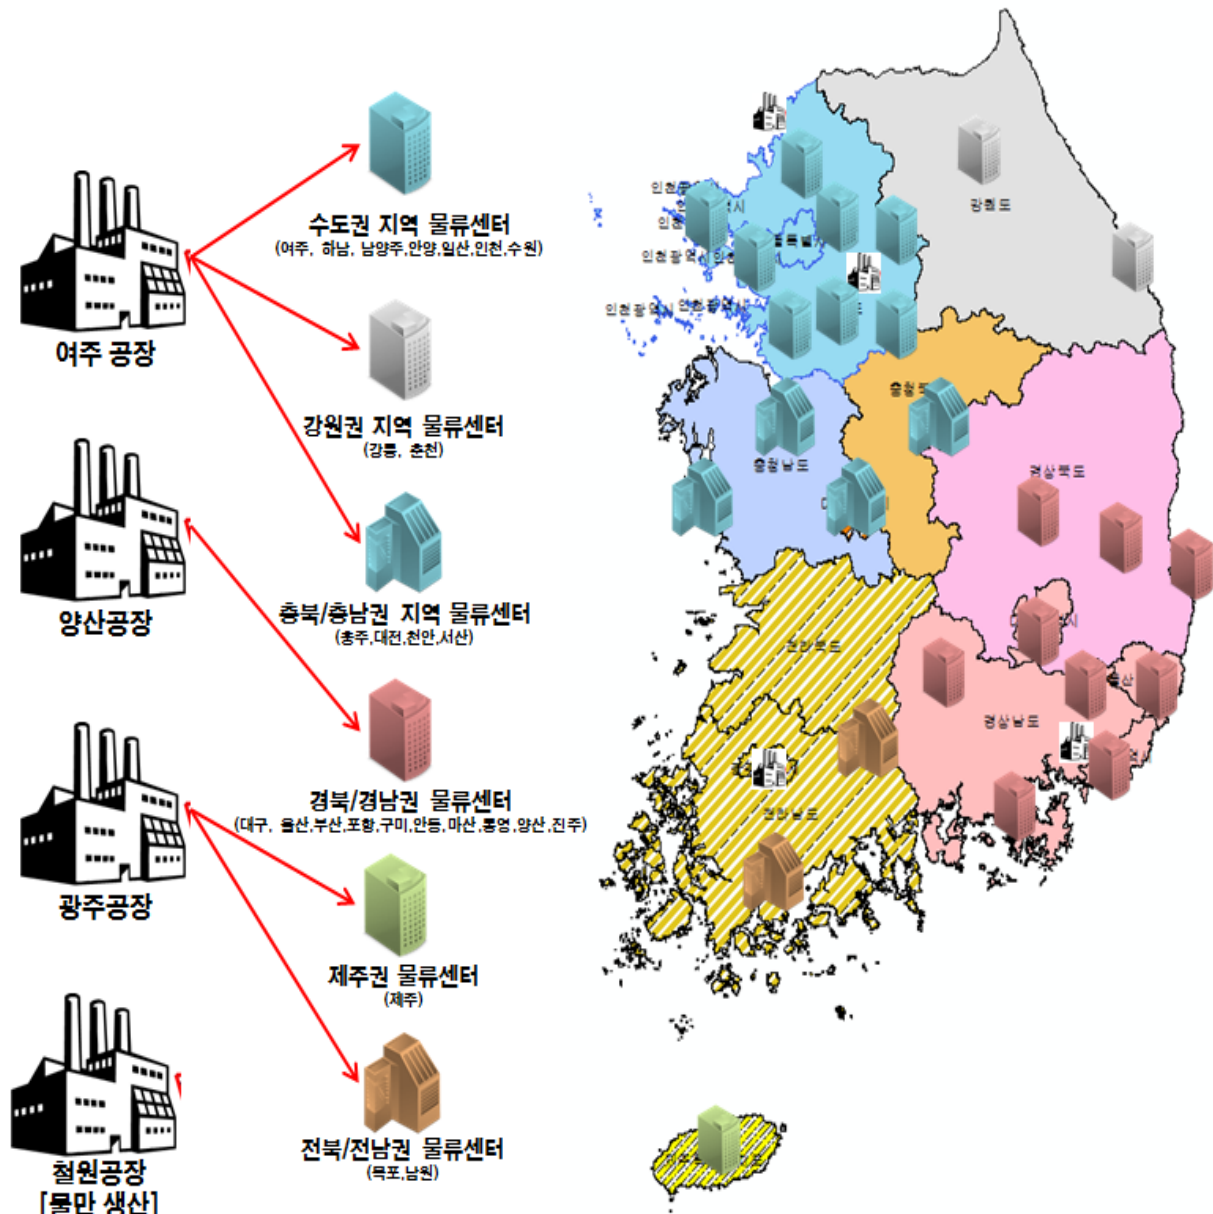 여주 공장
양산공장
광주공장
철원공장
[물만 생산]
수도권 지역 물류센터
(여주, 하남, 남양주,안양,일산,인천,수원)
강원권 지역 물류센터
(강릉, 춘천)
충북/충남권 지역 물류센터
(충주,대전,천안,서산)
경북/경남권 물류센터
(대구, 울산,부산,포항,구미,안동,마산,통영,양산,진주)
제주권 물류센터
(제주)
전북/전남권 물류센터
(목포,남원)
강원도
충청남도
경상북도
전라북도
경상남도
전라남도
울산